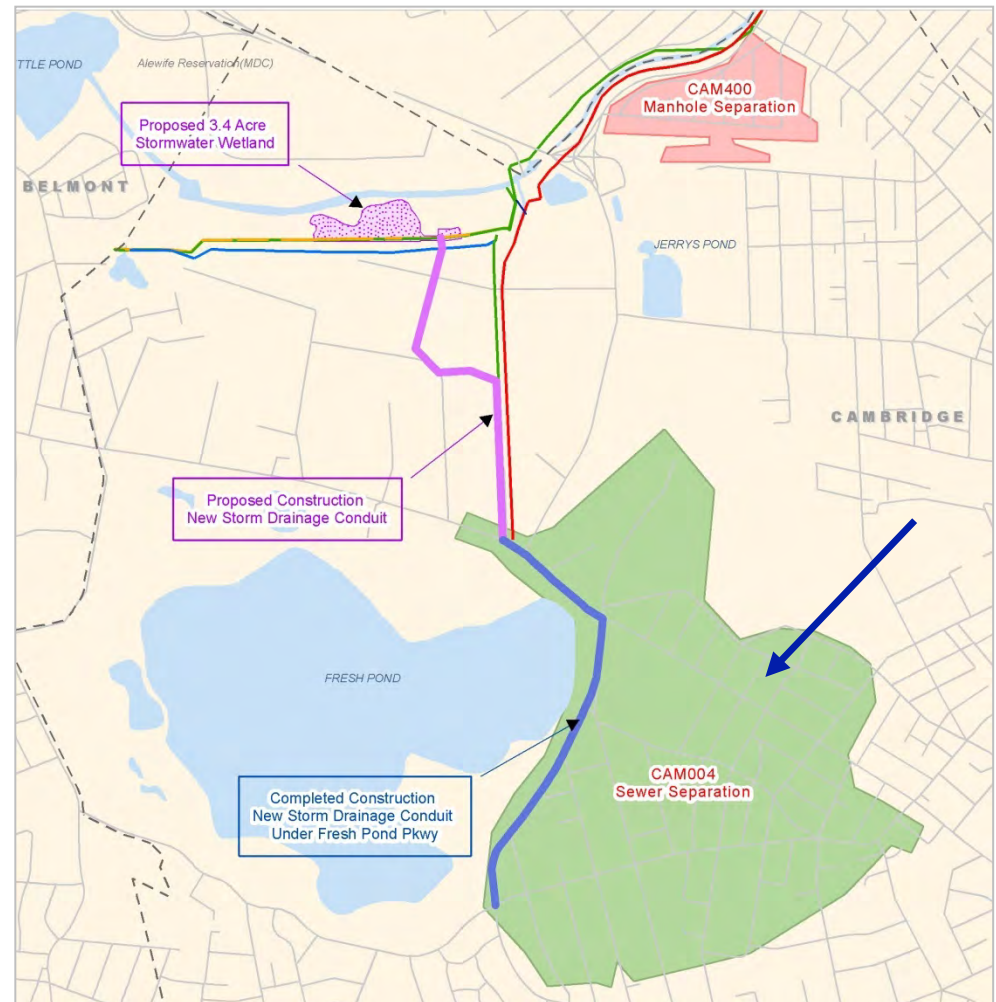 TTLE POND
Alewife Reservation(MDC)
CAM400
Manhole Separation
Proposed 3.4 Acre
Stormwater Wetland
BELMONT
JERRYS POND
CAMBRIDGE
Proposed Construction
New Storm Drainage Conduit
FRESH POND
CAM004
Sewer Separation
Completed Construction
New Storm Drainage Conduit
Under Fresh Pond Pkwy